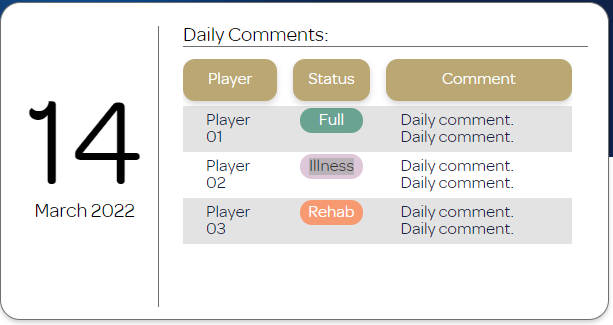 Daily Comments:
14
March 2022
Player Status Comment
Player 01 Full Daily comment. Daily comment.
Player 02 Illness Daily comment. Daily comment.
Player 03 Rehab Daily comment. Daily comment.